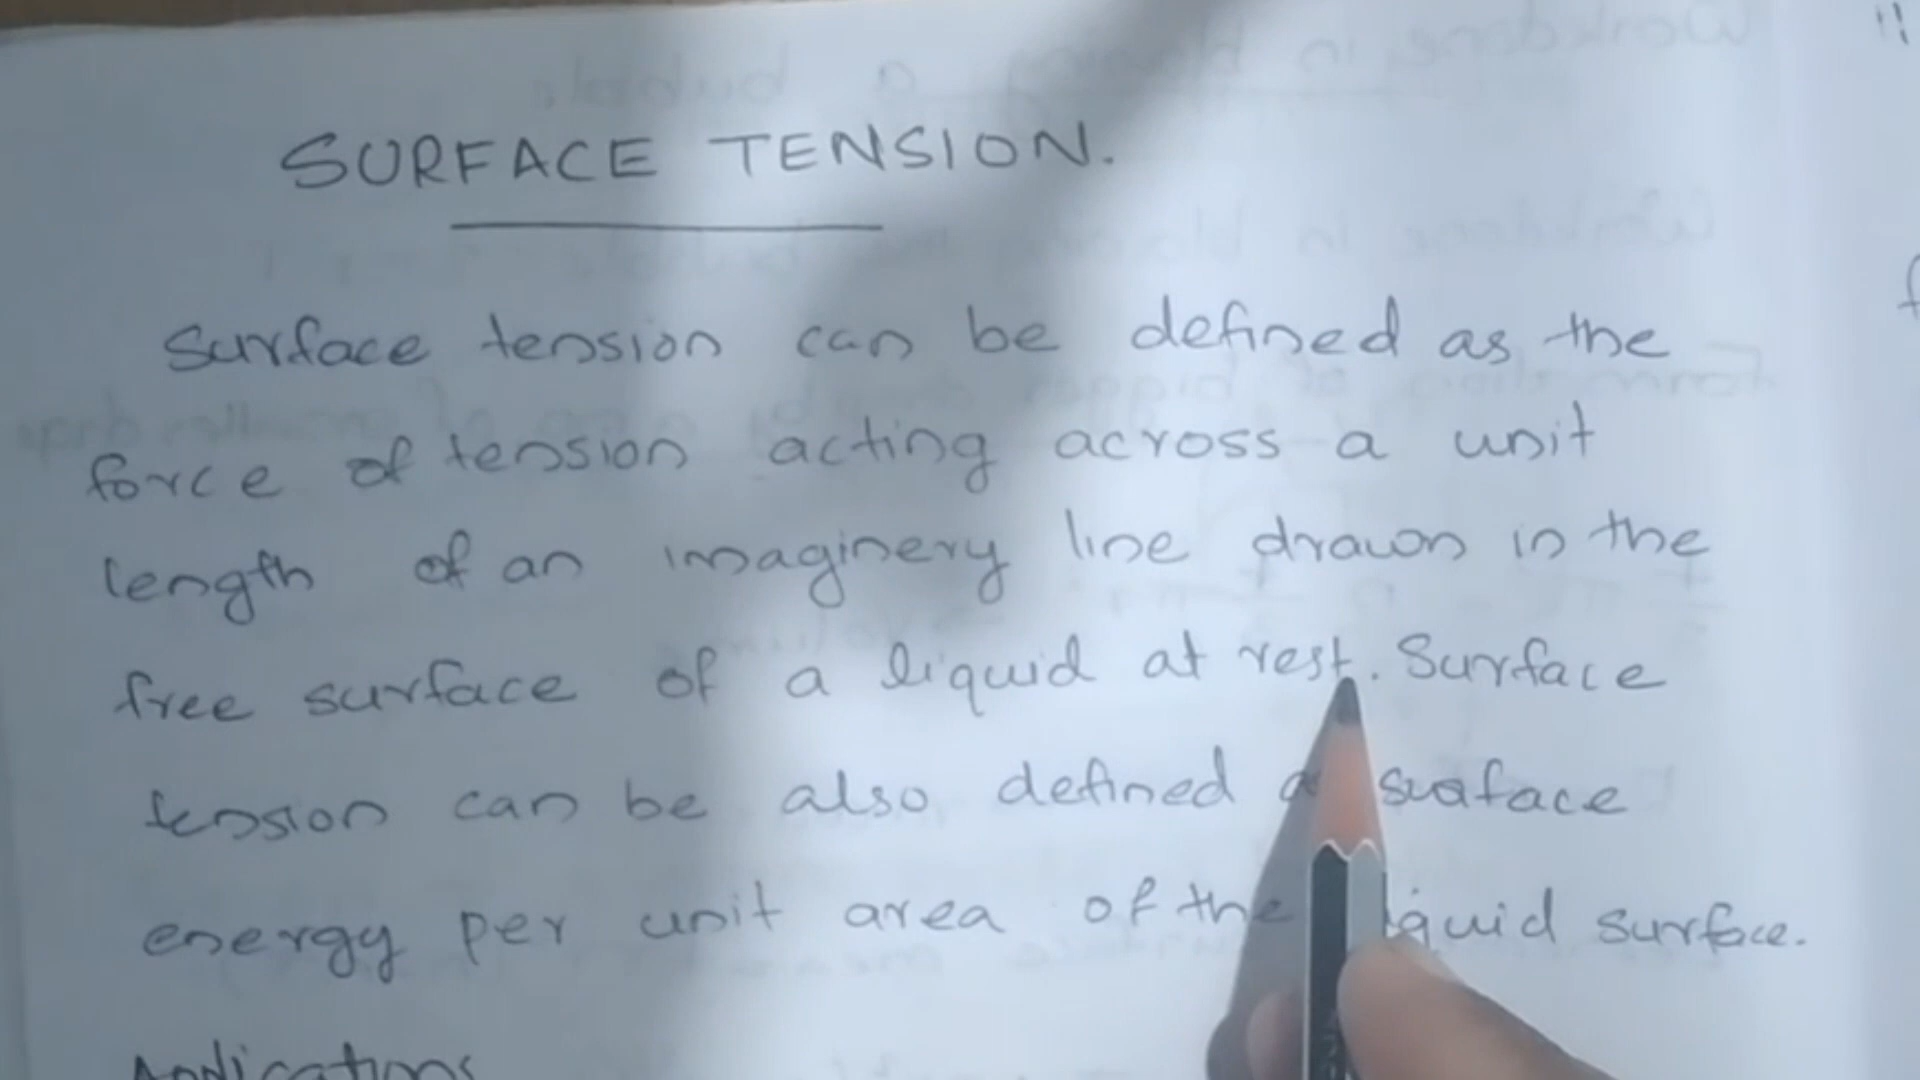 SURFACE TENSION.
Surface tension can be defined as the
force of tension acting across a unit
length of an imaginery line drawn in the
free surface of a liquid at rest. Surface
tension can be also defined a surface
energy per unit area of the liquid surface.
Applications